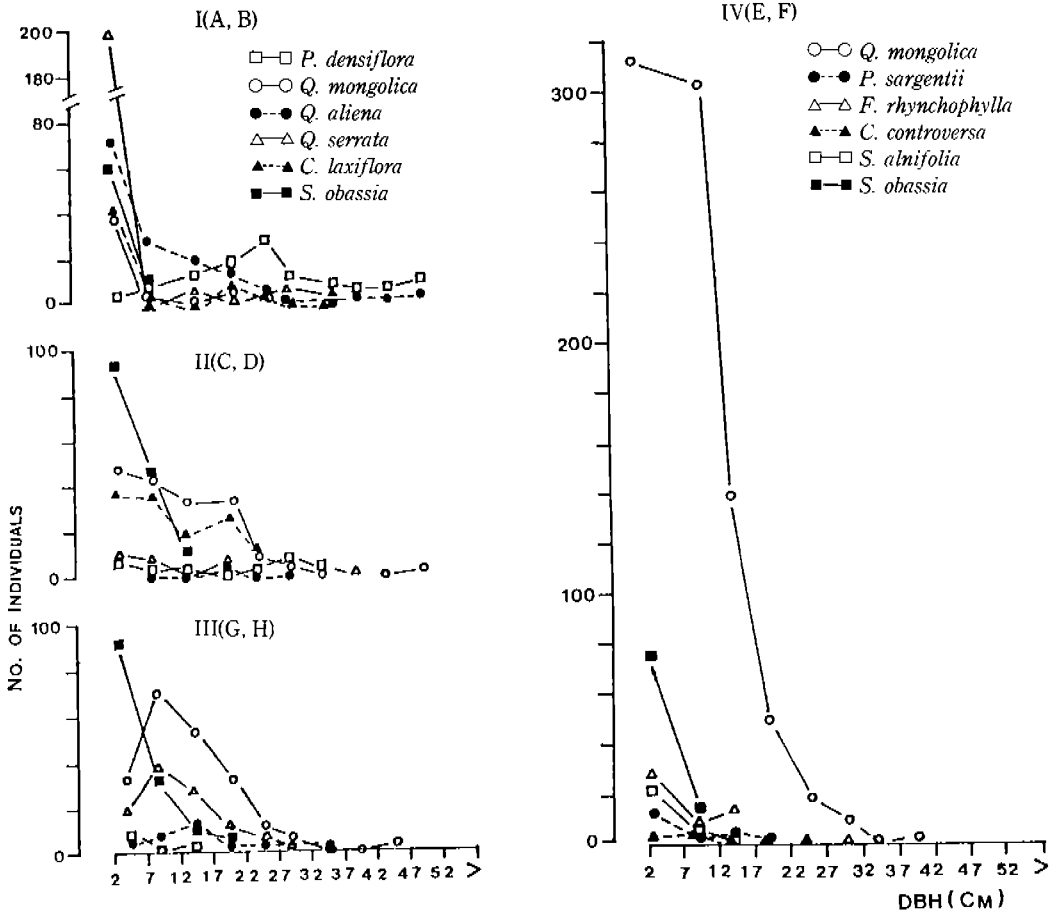 I(A, B)
200
180
80
0
P. densiflora
Q. mongolica
Q. aliena
Q. serrata
C. laxiflora
S. obassia
II(C, D)
100
0
III(G, H)
100
0
2 7 12 17 22 27 32 37 42 47 52 >
NO. OF INDIVIDUALS
IV(E, F)
300
200
100
0
Q. mongolica
P. sargentii
F. rhynchophylla
C. controversa
S. alnifolia
S. obassia
2 7 12 17 22 27 32 37 42 47 52 >
DBH (CM)